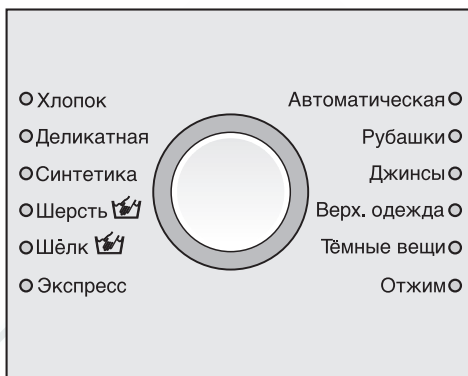 Хлопок
Деликатная
Синтетика
Шерсть
Шёлк
Экспресс
Автоматическая
Рубашки
Джинсы
Верх. одежда
Тёмные вещи
Отжим